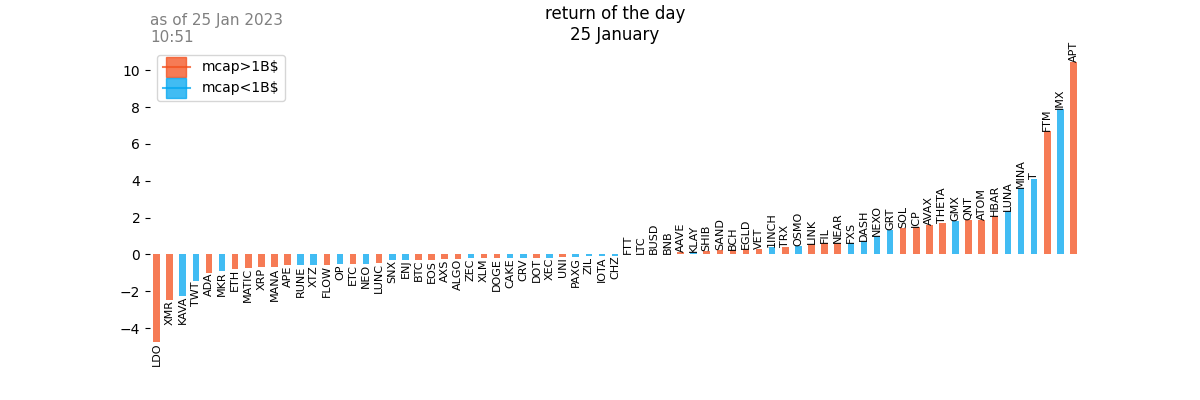 as of 25 Jan 2023
10:51
return of the day
25 January
mcap>1B$
mcap<1B$
10
8
6
4
2
0
−2
−4
LDO
XMR
KAVA
TWT
ADA
MKR
ETH
MATIC
XRP
MANA
APE
RUNE
XTZ
FLOW
OP
ETC
NEO
LUNC
SNX
ENJ
BTC
EOS
AXS
ALGO
ZEC
XLM
DOGE
CAKE
CRV
DOT
XEC
UNI
PAXG
ZIL
IOTA
CHZ
FTT
LTC
BUSD
BNB
AAVE
KLAY
SHIB
SAND
BCH
EGLD
VET
1INCH
TRX
OSMO
LINK
FIL
NEAR
FXS
DASH
NEXO
GRT
SOL
ICP
AVAX
THETA
GMX
QNT
ATOM
HBAR
LUNA
MINA
T
FTM
IMX
APT